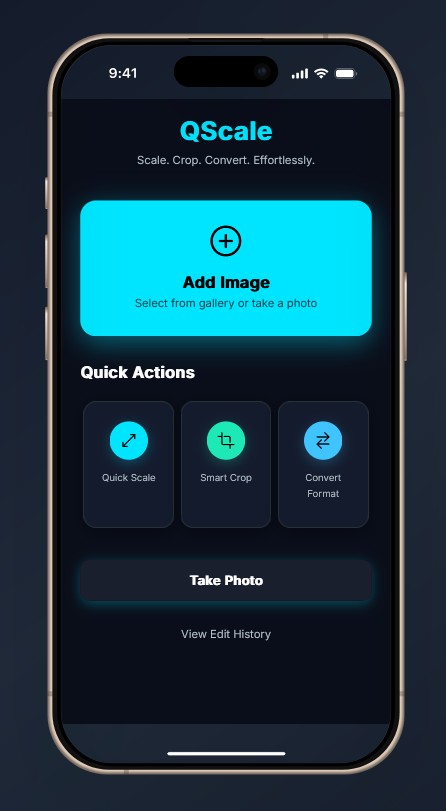 9:41
QScale
Scale. Crop. Convert. Effortlessly.
Add Image
Select from gallery or take a photo
Quick Actions
Quick Scale
Smart Crop
Convert
Format
Take Photo
View Edit History